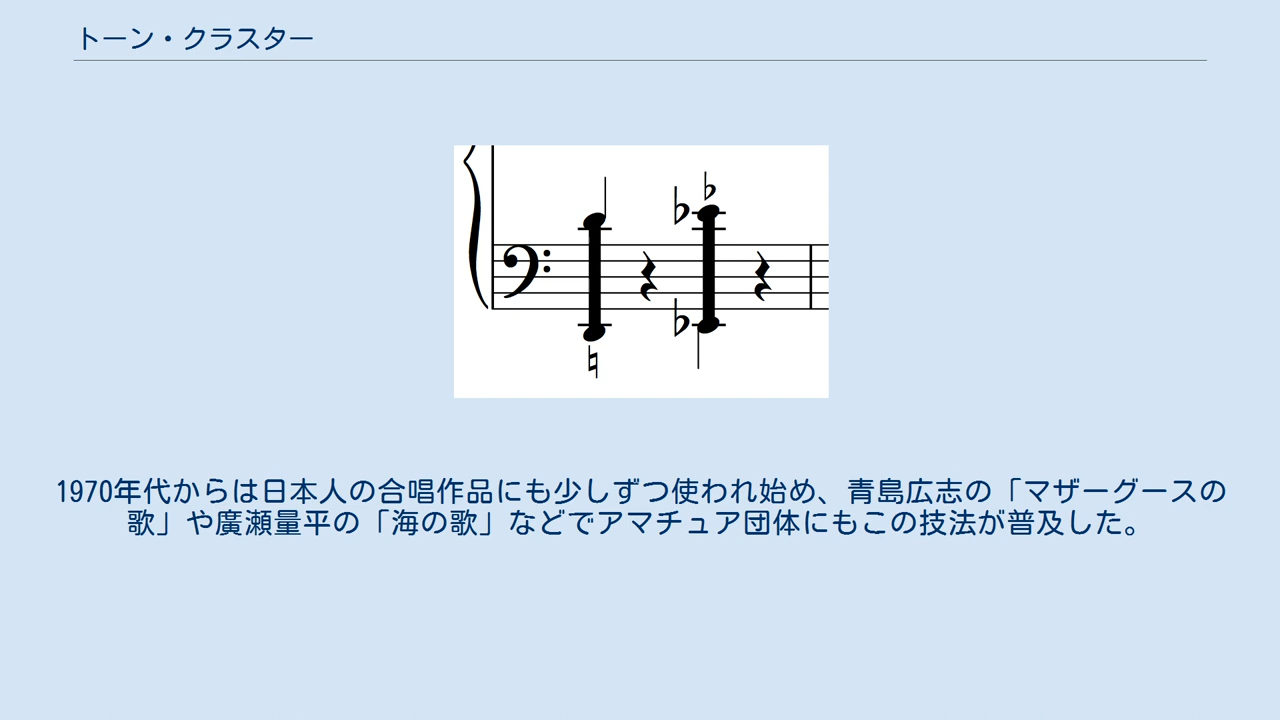 トーン・クラスター
1970年代からは日本人の合唱作品にも少しずつ使われ始め、青島広志の「マザーグースの
歌」や廣瀬量平の「海の歌」などでアマチュア団体にもこの技法が普及した。